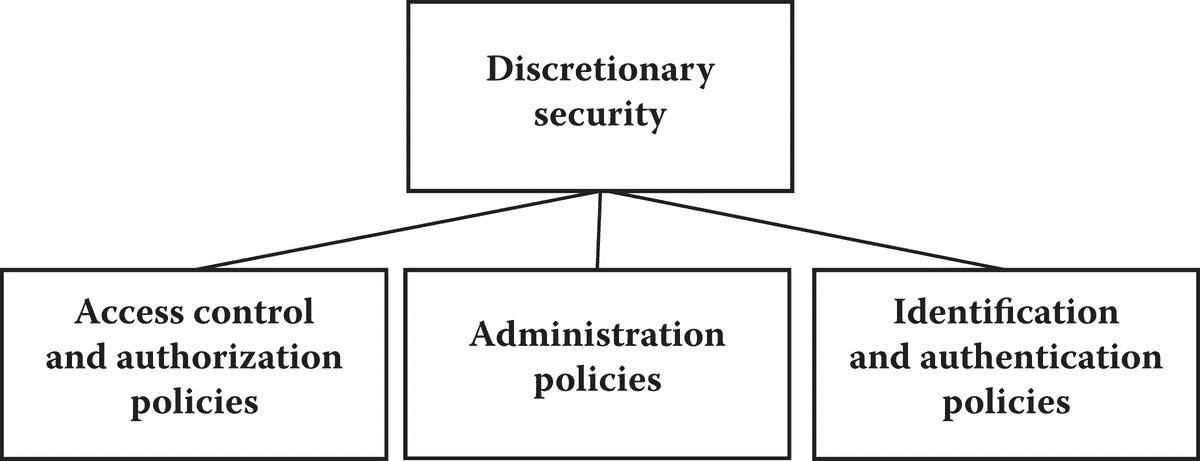 Discretionary
security
Access control
and authorization
policies
Administration
policies
Identification
and authentication
policies